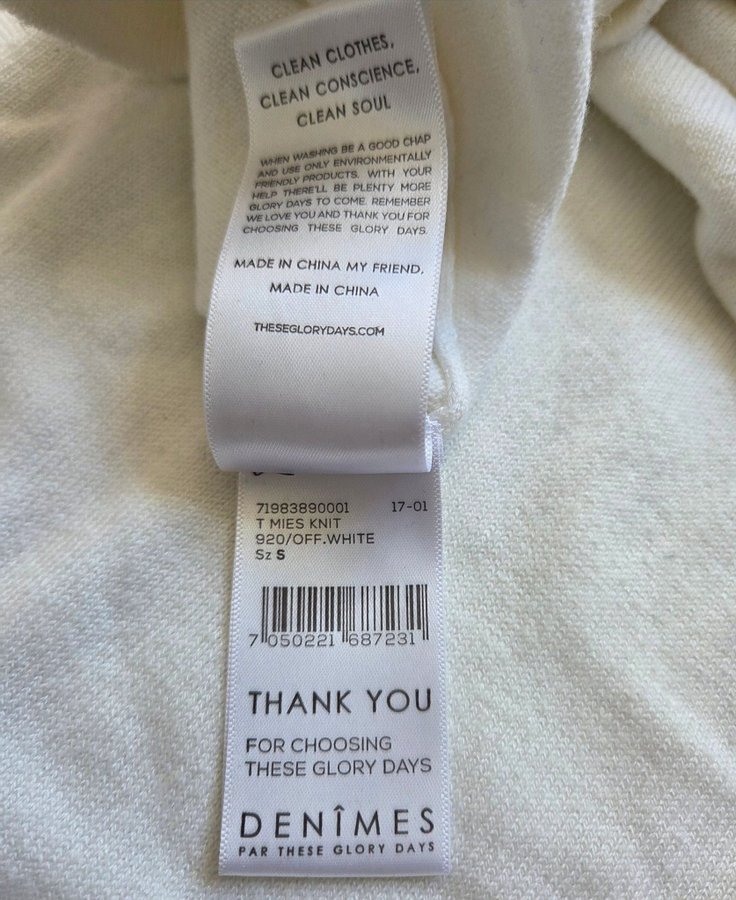 CLEAN CLOTHES,
CLEAN CONSCIENCE,
CLEAN SOUL
WHEN WASHING BE A GOOD CHAP
AND USE ONLY ENVIRONMENTALLY
FRIENDLY PRODUCTS. WITH YOUR
HELP THERE'LL BE PLENTY MORE
GLORY DAYS TO COME. REMEMBER
WE LOVE YOU AND THANK YOU FOR
CHOOSING THESE GLORY DAYS.
MADE IN CHINA MY FRIEND,
MADE IN CHINA
THESEGLORYDAYS.COM
71983890001 17-01
T MIES KNIT
920/OFF.WHITE
Sz S
7 050221 687231
THANK YOU
FOR CHOOSING
THESE GLORY DAYS
DENÎMES
PAR THESE GLORY DAYS